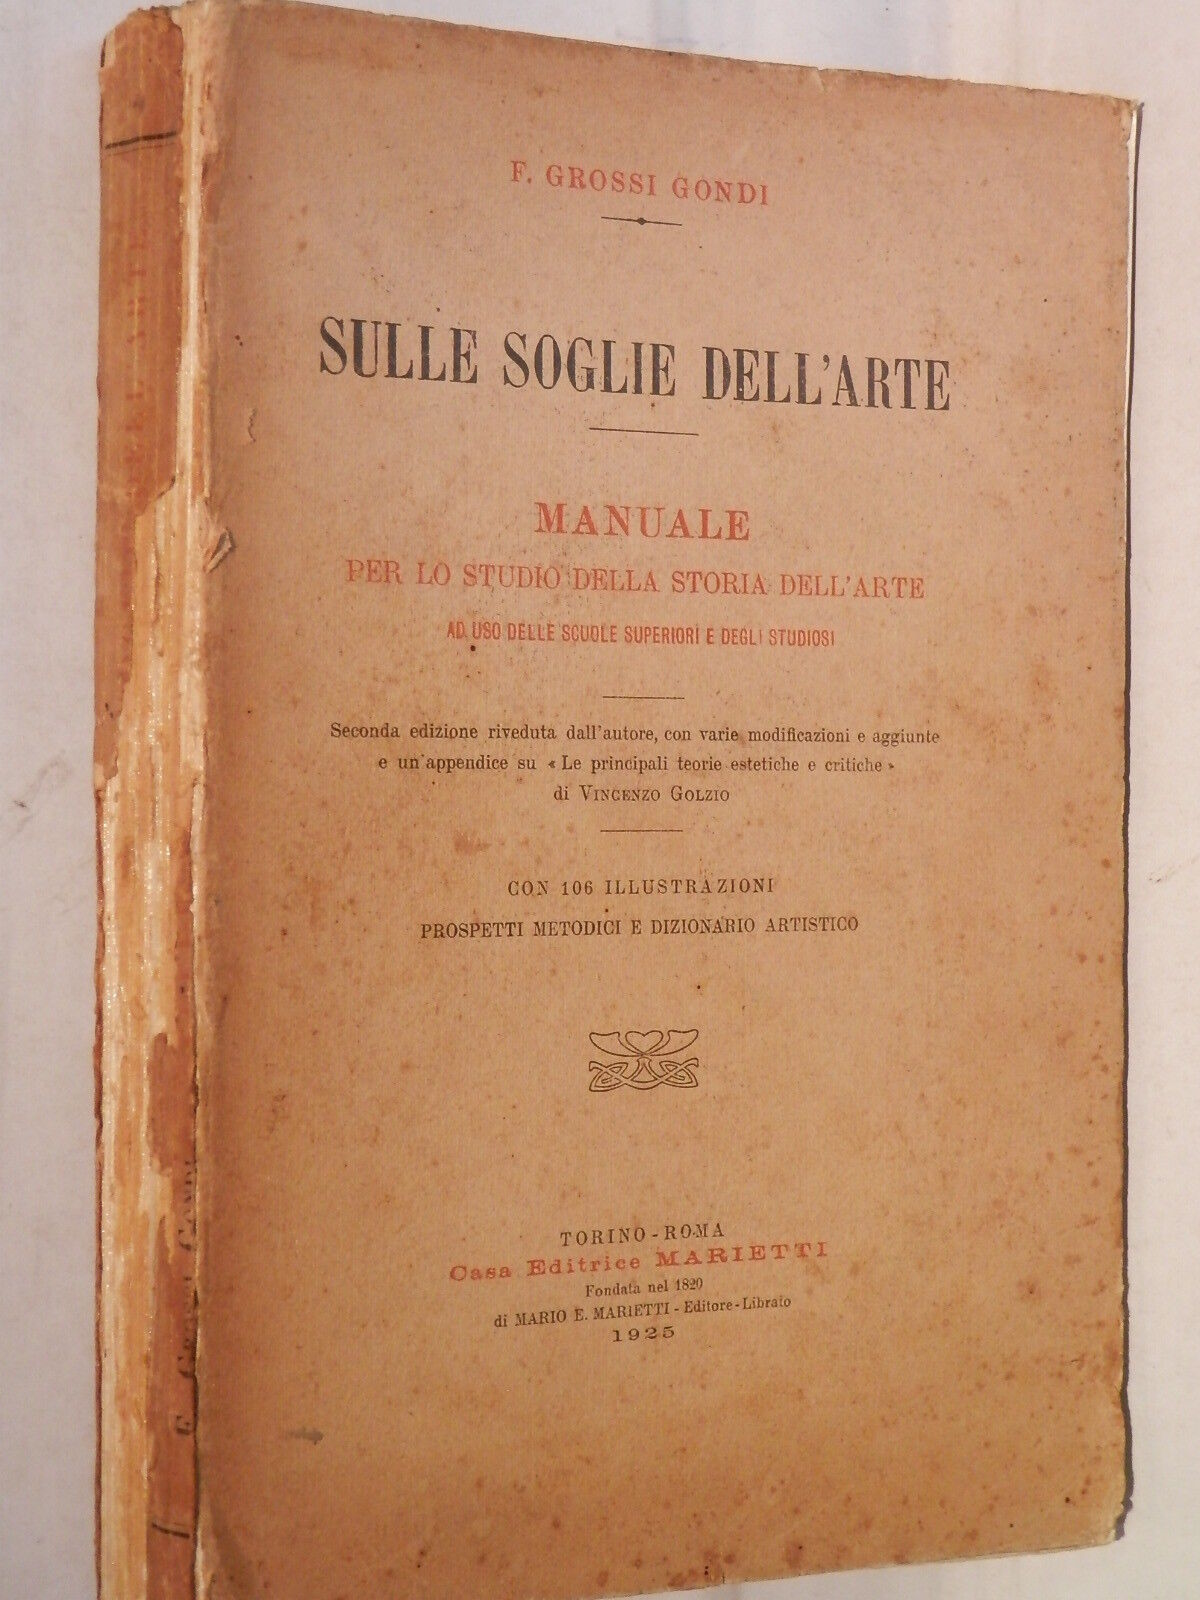 F. GROSSI GONDI
SULLE SOGLIE DELL'ARTE
MANUALE
PER LO STUDIO DELLA STORIA DELL'ARTE
AD USO DELLE SCUOLE SUPERIORI E DEGLI STUDIOSI
Seconda edizione riveduta dall'autore, con varie modificazioni e aggiunte
e un'appendice su « Le principali teorie estetiche e critiche »
di VINCENZO GOLZIO
CON 106 ILLUSTRAZIONI
PROSPETTI METODICI E DIZIONARIO ARTISTICO
TORINO - ROMA
Casa Editrice MARIETTI
Fondata nel 1820
di MARIO E. MARIETTI - Editore-Libraio
1925